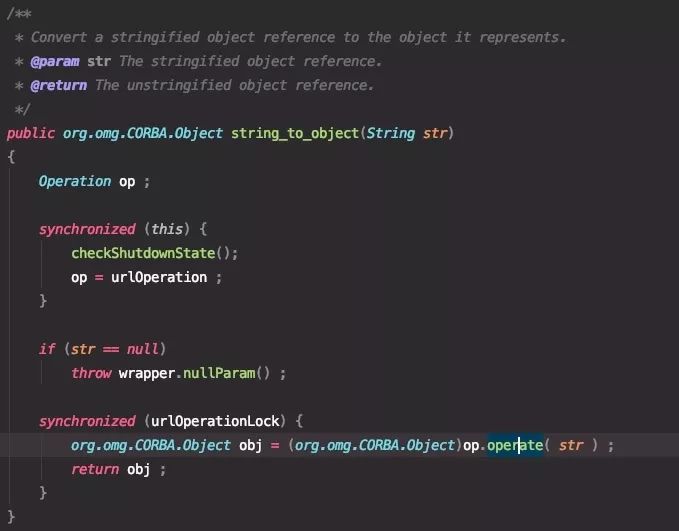 /**
 * Convert a stringified object reference to the object it represents.
 * @param str The stringified object reference.
 * @return The unstringified object reference.
 */
public org.omg.CORBA.Object string_to_object(String str)
{
    Operation op ;

    synchronized (this) {
        checkShutdownState();
        op = urlOperation ;
    }

    if (str == null)
        throw wrapper.nullParam() ;

    synchronized (urlOperationLock) {
        org.omg.CORBA.Object obj = (org.omg.CORBA.Object)op.operate( str ) ;
        return obj ;
    }
}